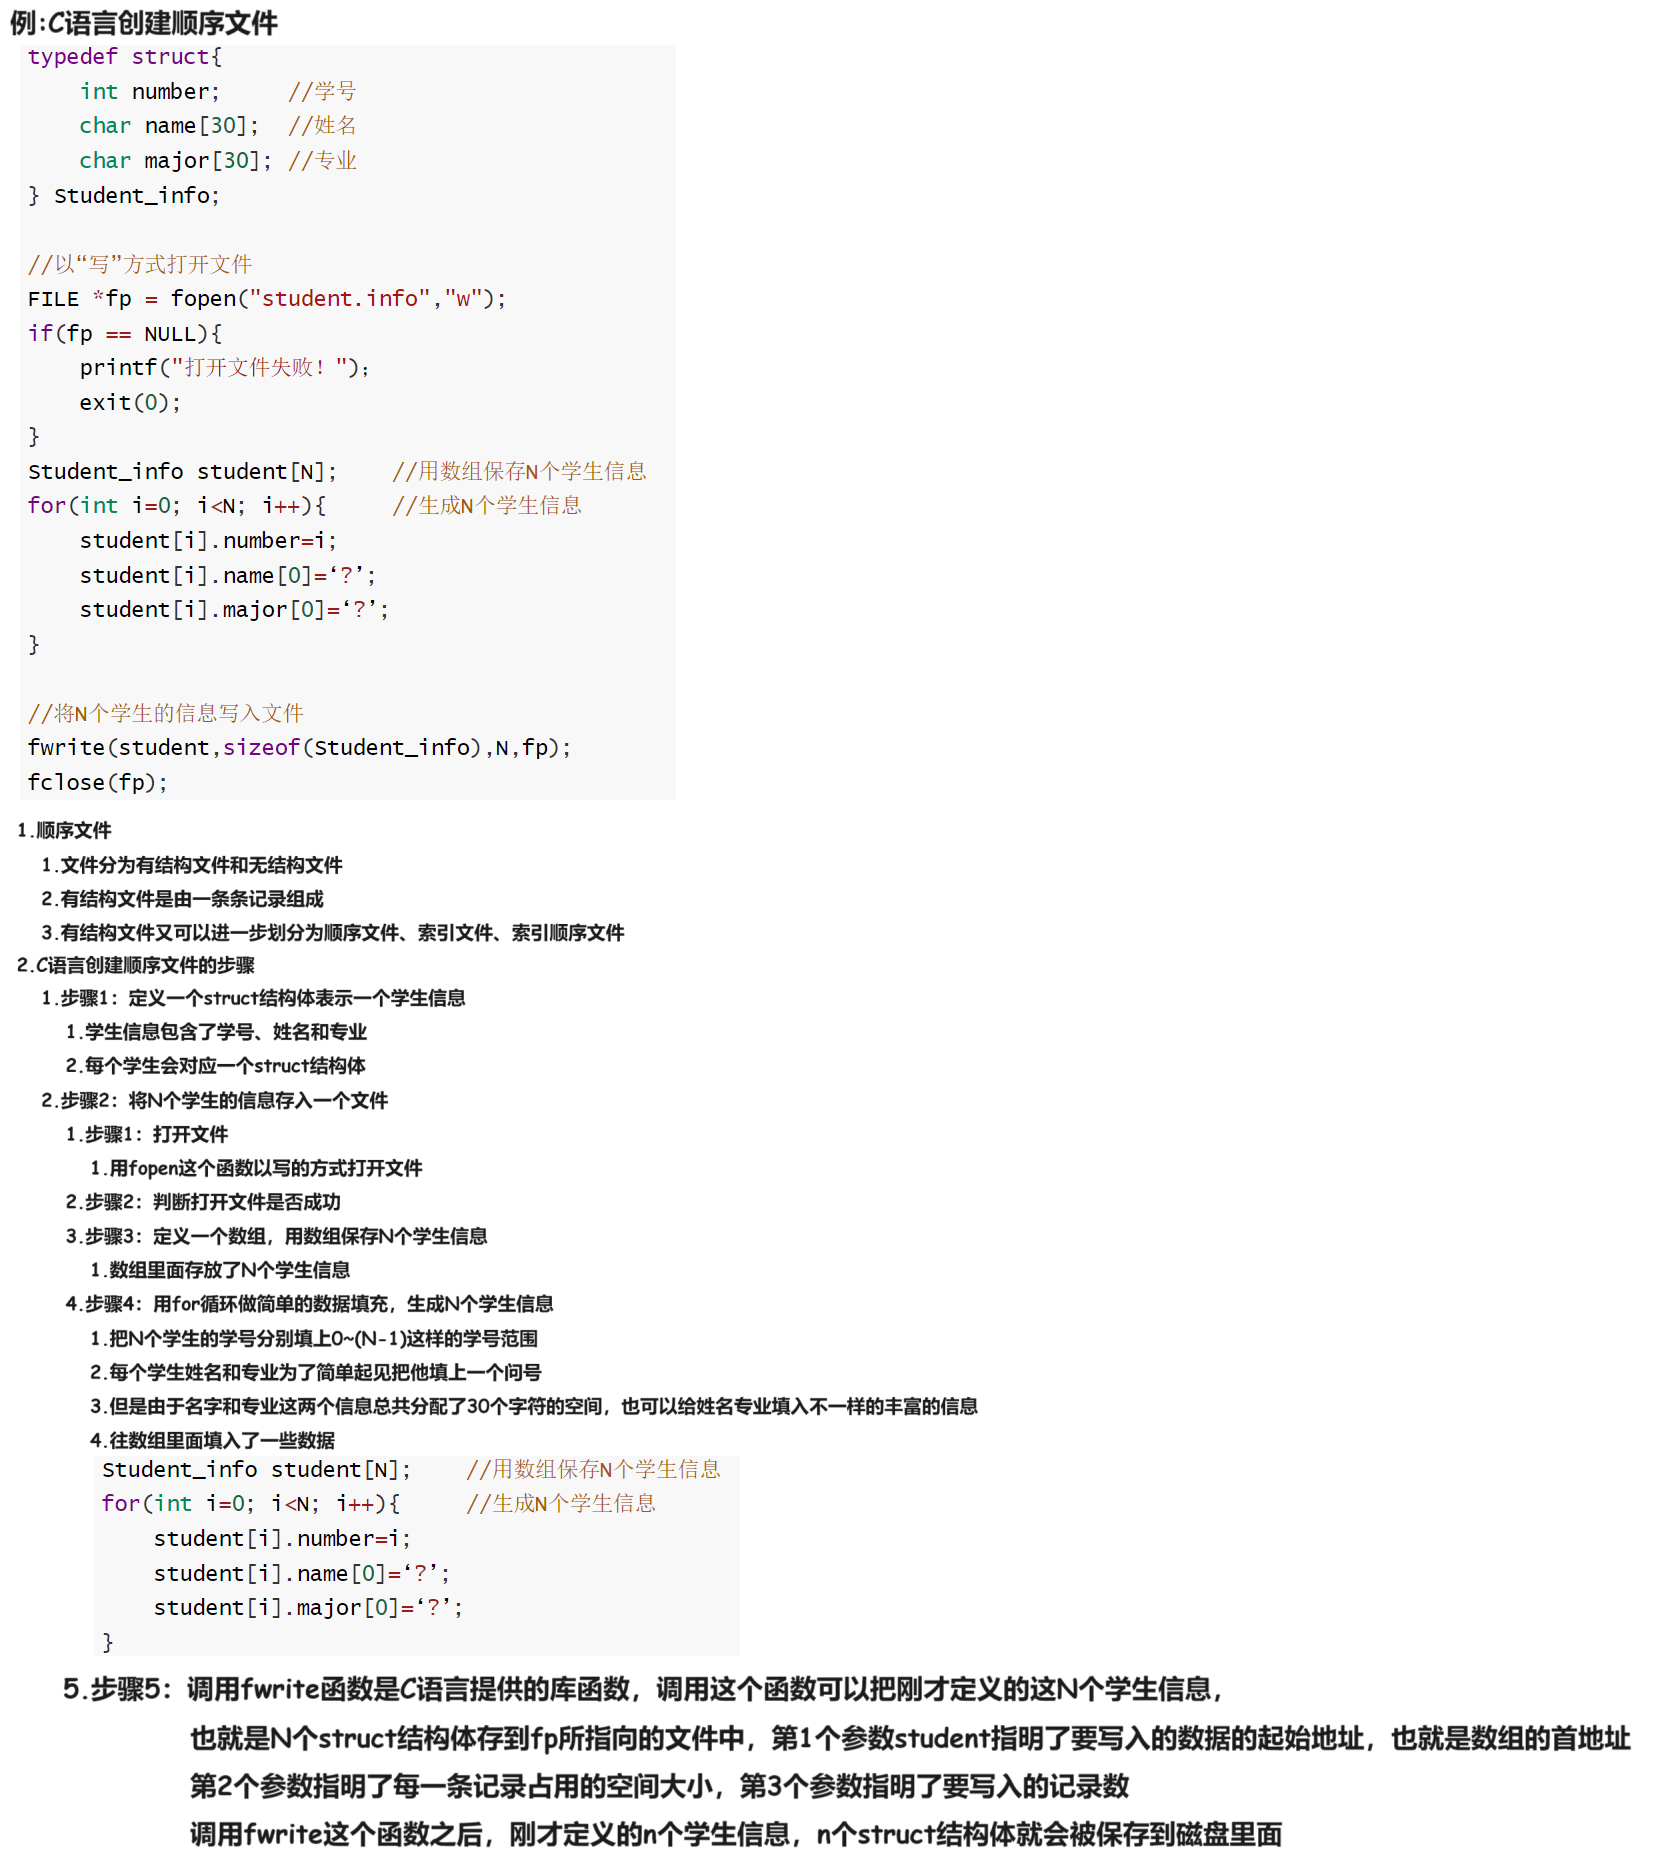 例:C语言创建顺序文件
typedef struct{
    int number;     //学号
    char name[30];  //姓名
    char major[30]; //专业
} Student_info;
//以“写”方式打开文件
FILE *fp = fopen("student.info","w");
if(fp == NULL){
    printf("打开文件失败！");
    exit(0);
}
Student_info student[N];    //用数组保存N个学生信息
for(int i=0; i<N; i++){     //生成N个学生信息
    student[i].number=i;
    student[i].name[0]=‘?’;
    student[i].major[0]=‘?’;
}
//将N个学生的信息写入文件
fwrite(student,sizeof(Student_info),N,fp);
fclose(fp);
1.顺序文件
1.文件分为有结构文件和无结构文件
2.有结构文件是由一条条记录组成
3.有结构文件又可以进一步划分为顺序文件、索引文件、索引顺序文件
2.C语言创建顺序文件的步骤
1.步骤1：定义一个struct结构体表示一个学生信息
1.学生信息包含了学号、姓名和专业
2.每个学生会对应一个struct结构体
2.步骤2：将N个学生的信息存入一个文件
1.步骤1：打开文件
1.用fopen这个函数以写的方式打开文件
2.步骤2：判断打开文件是否成功
3.步骤3：定义一个数组，用数组保存N个学生信息
1.数组里面存放了N个学生信息
4.步骤4：用for循环做简单的数据填充，生成N个学生信息
1.把N个学生的学号分别填上0~(N-1)这样的学号范围
2.每个学生姓名和专业为了简单起见把他填上一个问号
3.但是由于名字和专业这两个信息总共分配了30个字符的空间，也可以给姓名专业填入不一样的丰富的信息
4.往数组里面填入了一些数据
Student_info student[N];    //用数组保存N个学生信息
for(int i=0; i<N; i++){     //生成N个学生信息
    student[i].number=i;
    student[i].name[0]=‘?’;
    student[i].major[0]=‘?’;
}
5.步骤5：调用fwrite函数是C语言提供的库函数，调用这个函数可以把刚才定义的这N个学生信息，
也就是N个struct结构体存到fp所指向的文件中，第1个参数student指明了要写入的数据的起始地址，也就是数组的首地址
第2个参数指明了每一条记录占用的空间大小，第3个参数指明了要写入的记录数
调用fwrite这个函数之后，刚才定义的n个学生信息，n个struct结构体就会被保存到磁盘里面